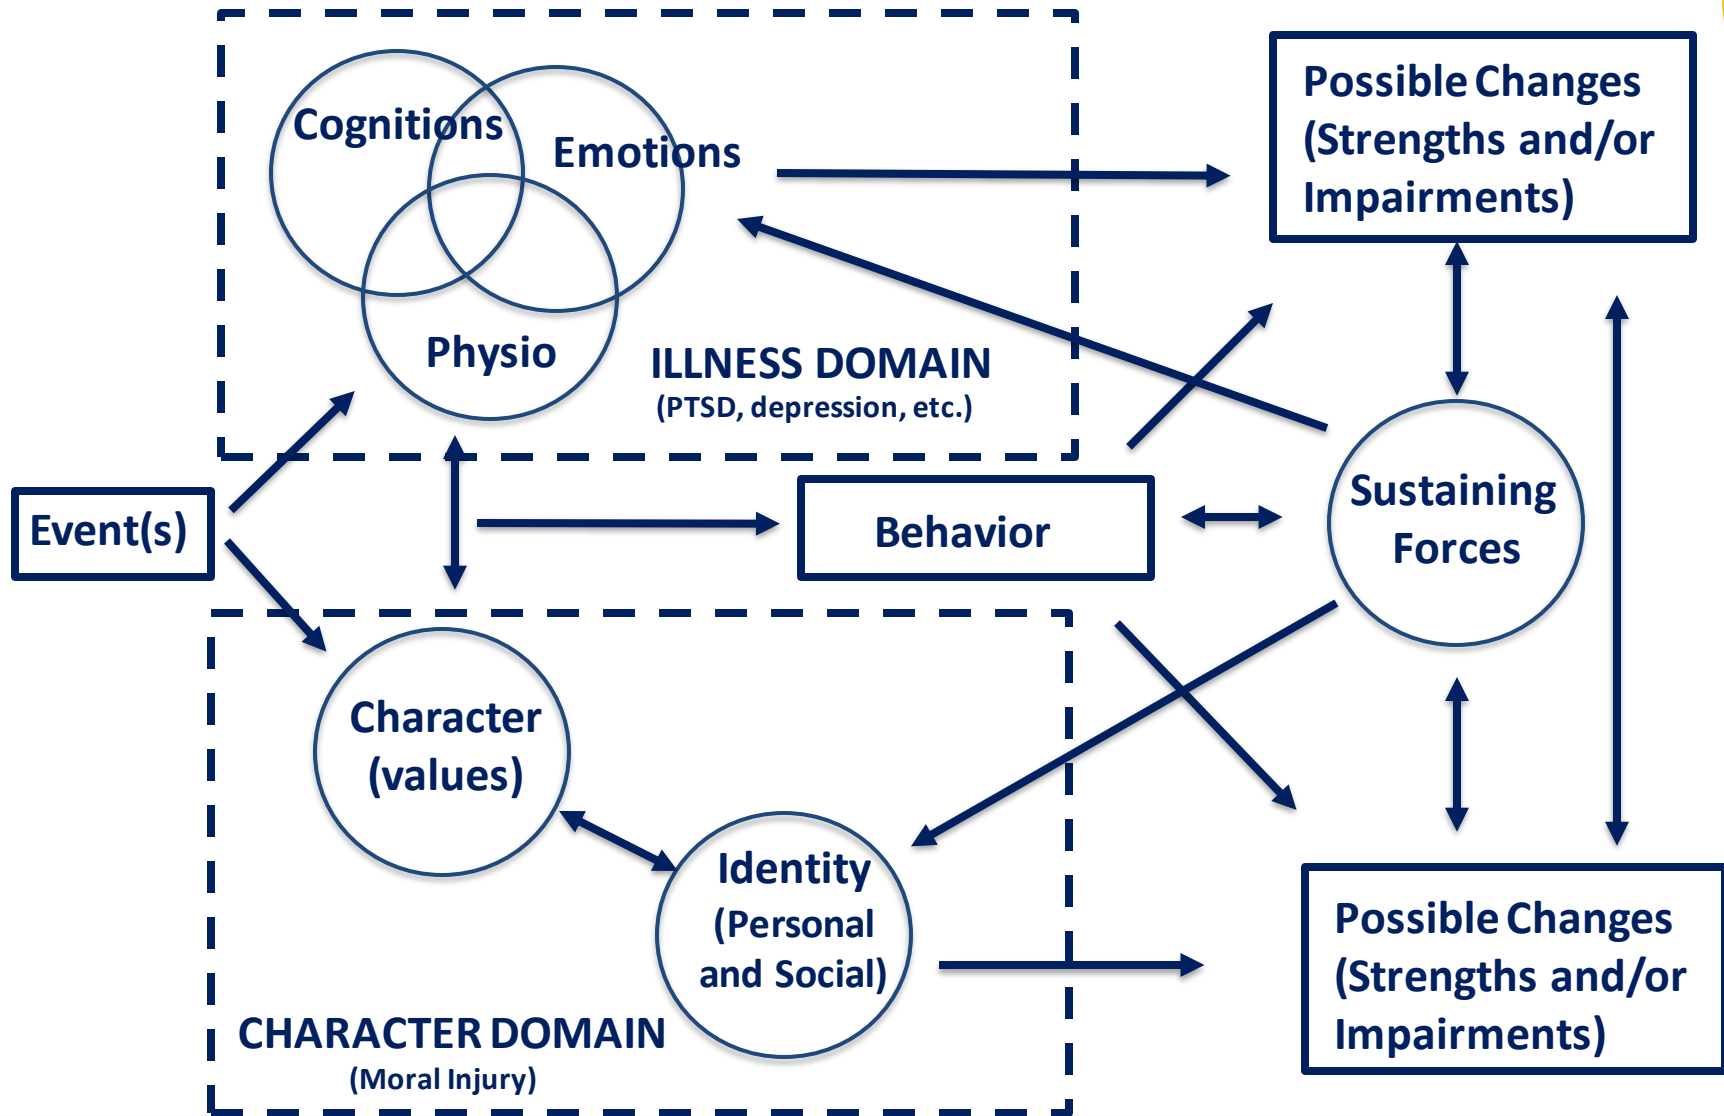 Cognitions
Emotions
Physio
ILLNESS DOMAIN
(PTSD, depression, etc.)
Possible Changes
(Strengths and/or
Impairments)
Event(s)
Behavior
Sustaining
Forces
Character
(values)
Identity
(Personal
and Social)
CHARACTER DOMAIN
(Moral Injury)
Possible Changes
(Strengths and/or
Impairments)